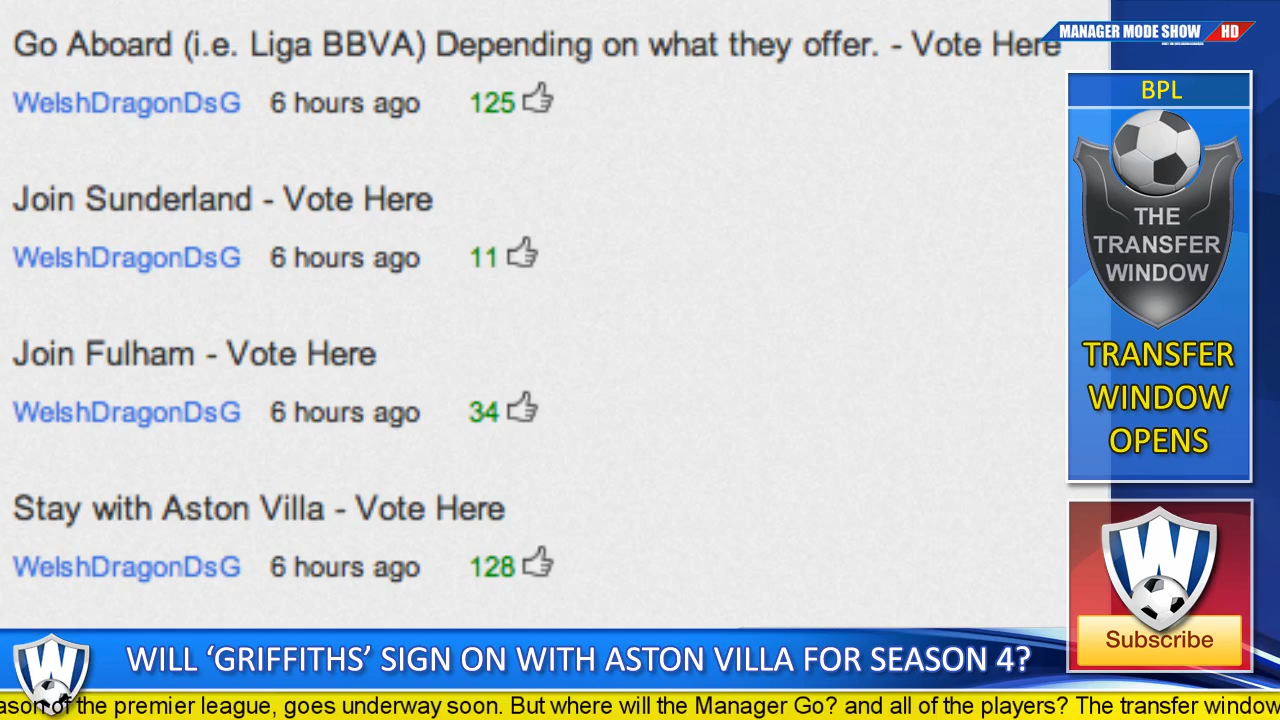 Go Aboard (i.e. Liga BBVA) Depending on what they offer. - Vote Here
WelshDragonDsG 6 hours ago 125
Join Sunderland - Vote Here
WelshDragonDsG 6 hours ago 11
Join Fulham - Vote Here
WelshDragonDsG 6 hours ago 34
Stay with Aston Villa - Vote Here
WelshDragonDsG 6 hours ago 128
MANAGER MODE SHOW HD
BPL
THE
TRANSFER
WINDOW
TRANSFER
WINDOW
OPENS
W
Subscribe
W
WILL ‘GRIFFITHS’ SIGN ON WITH ASTON VILLA FOR SEASON 4?
ason of the premier league, goes underway soon. But where will the Manager Go? and all of the players? The transfer window